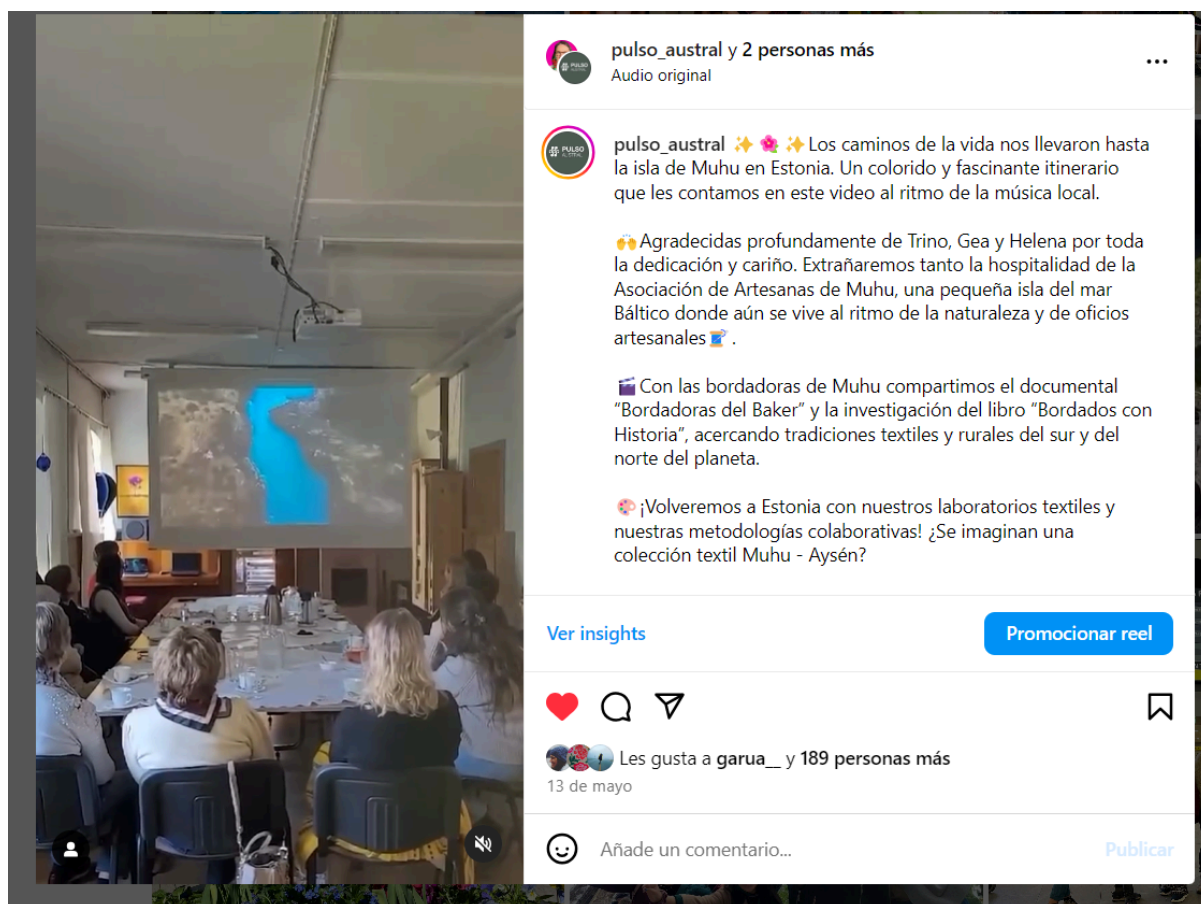 pulso_austral y 2 personas más
Audio original
PULSO
pulso_austral ✨🌺✨Los caminos de la vida nos llevaron hasta
la isla de Muhu en Estonia. Un colorido y fascinante itinerario
que les contamos en este video al ritmo de la música local.
🙌Agradecidas profundamente de Trino, Gea y Helena por toda
la dedicación y cariño. Extrañaremos tanto la hospitalidad de la
Asociación de Artesanas de Muhu, una pequeña isla del mar
Báltico donde aún se vive al ritmo de la naturaleza y de oficios
artesanales🧵.
🎬Con las bordadoras de Muhu compartimos el documental
“Bordadoras del Baker” y la investigación del libro “Bordados con
Historia”, acercando tradiciones textiles y rurales del sur y del
norte del planeta.
🎨¡Volveremos a Estonia con nuestros laboratorios textiles y
nuestras metodologías colaborativas! ¿Se imaginan una
colección textil Muhu - Aysén?
Ver insights
Promocionar reel
Les gusta a garua__ y 189 personas más
13 de mayo
Añade un comentario...
Publicar